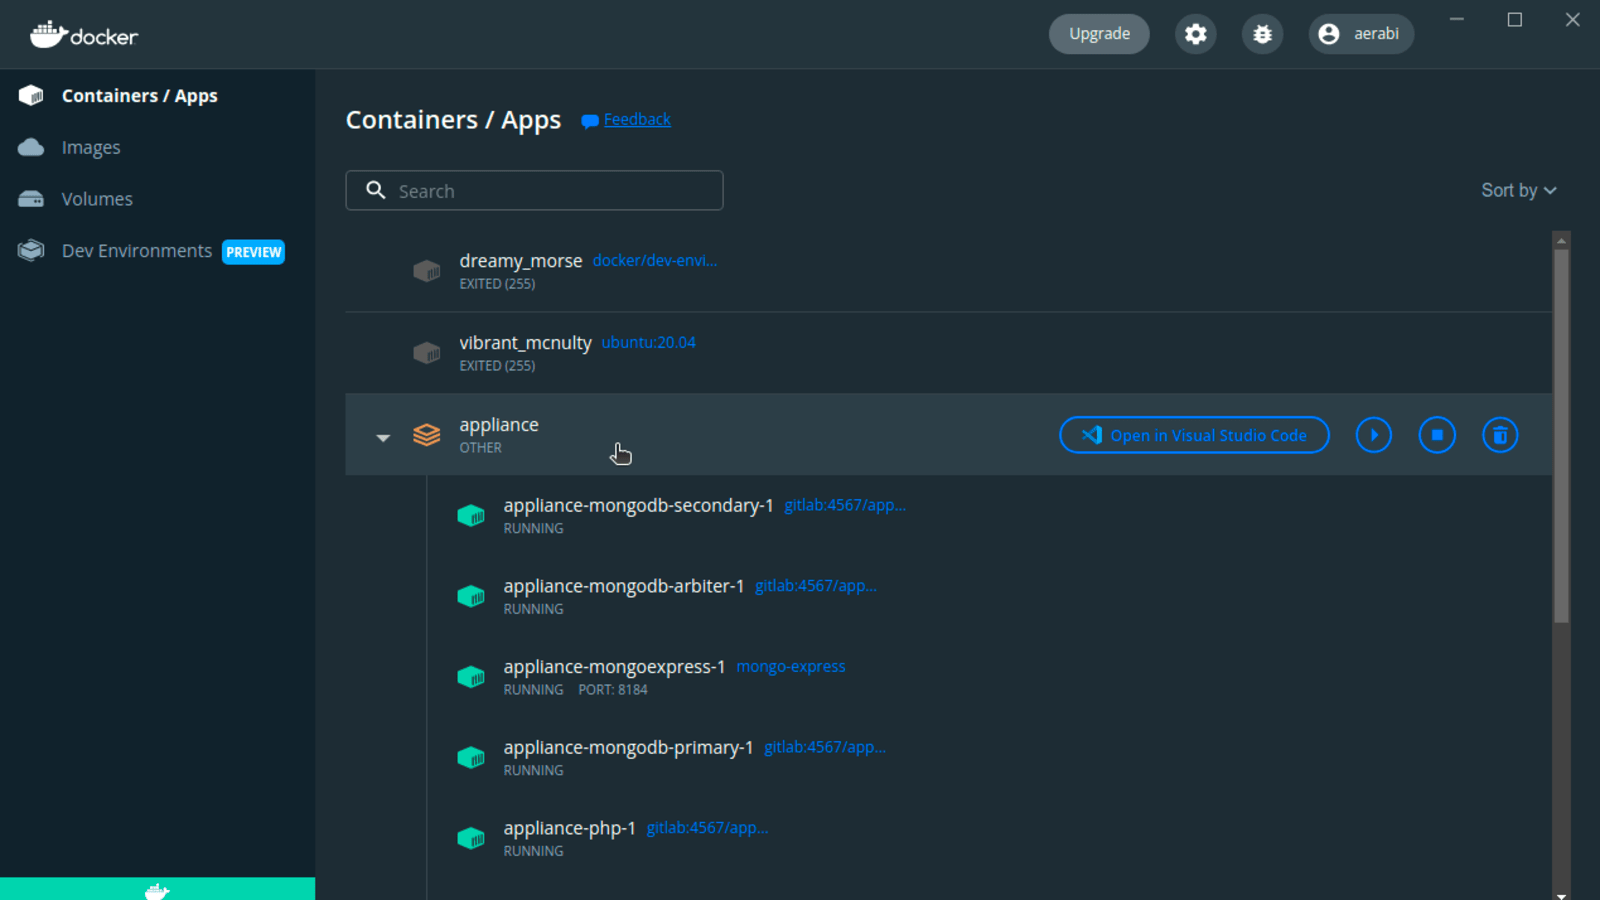 docker
Upgrade
aerabi
Containers / Apps
Images
Volumes
Dev Environments PREVIEW
Containers / Apps Feedback
Search
Sort by
dreamy_morse docker/dev-envi...
EXITED (255)
vibrant_mcnulty ubuntu:20.04
EXITED (255)
appliance
OTHER
Open in Visual Studio Code
appliance-mongodb-secondary-1 gitlab:4567/app...
RUNNING
appliance-mongodb-arbiter-1 gitlab:4567/app...
RUNNING
appliance-mongoexpress-1 mongo-express
RUNNING PORT: 8184
appliance-mongodb-primary-1 gitlab:4567/app...
RUNNING
appliance-php-1 gitlab:4567/app...
RUNNING